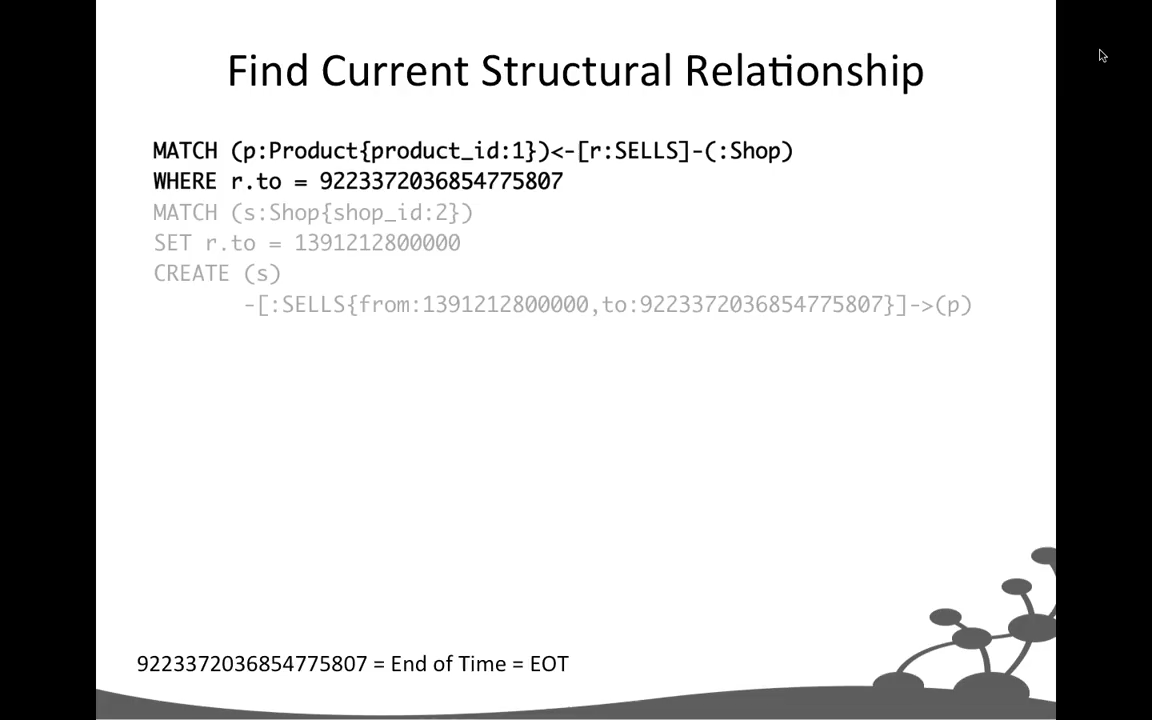 Find Current Structural Relationship
MATCH (p:Product{product_id:1})<-[r:SELLS]-(:Shop)
WHERE r.to = 9223372036854775807
MATCH (s:Shop{shop_id:2})
SET r.to = 1391212800000
CREATE (s)
-[:SELLS{from:1391212800000,to:9223372036854775807}]->(p)
9223372036854775807 = End of Time = EOT